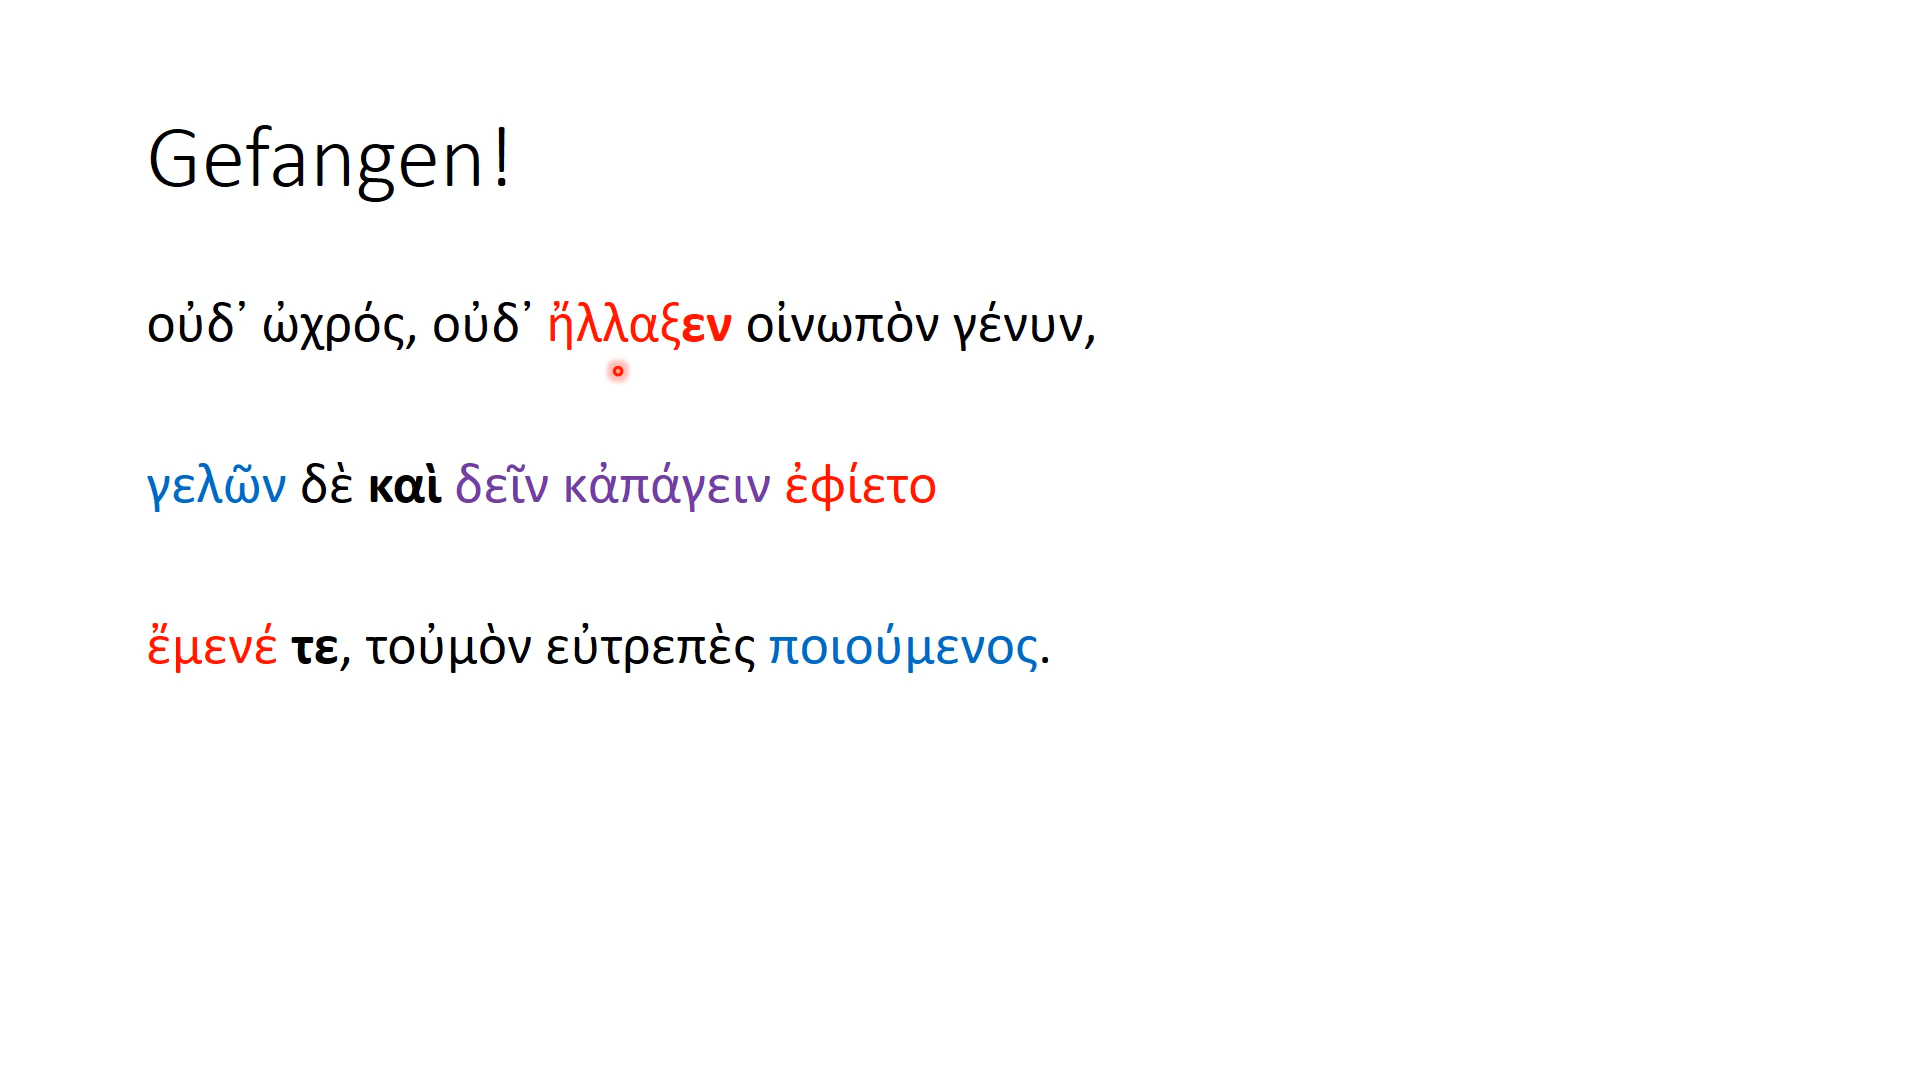 Gefangen!
οὐδ᾽ ὠχρός, οὐδ᾽ ἤλλαξεν οἰνωπὸν γένυν,
γελῶν δὲ καὶ δεῖν κἀπάγειν ἐφίετο
ἔμενέ τε, τοὐμὸν εὐτρεπὲς ποιούμενος.